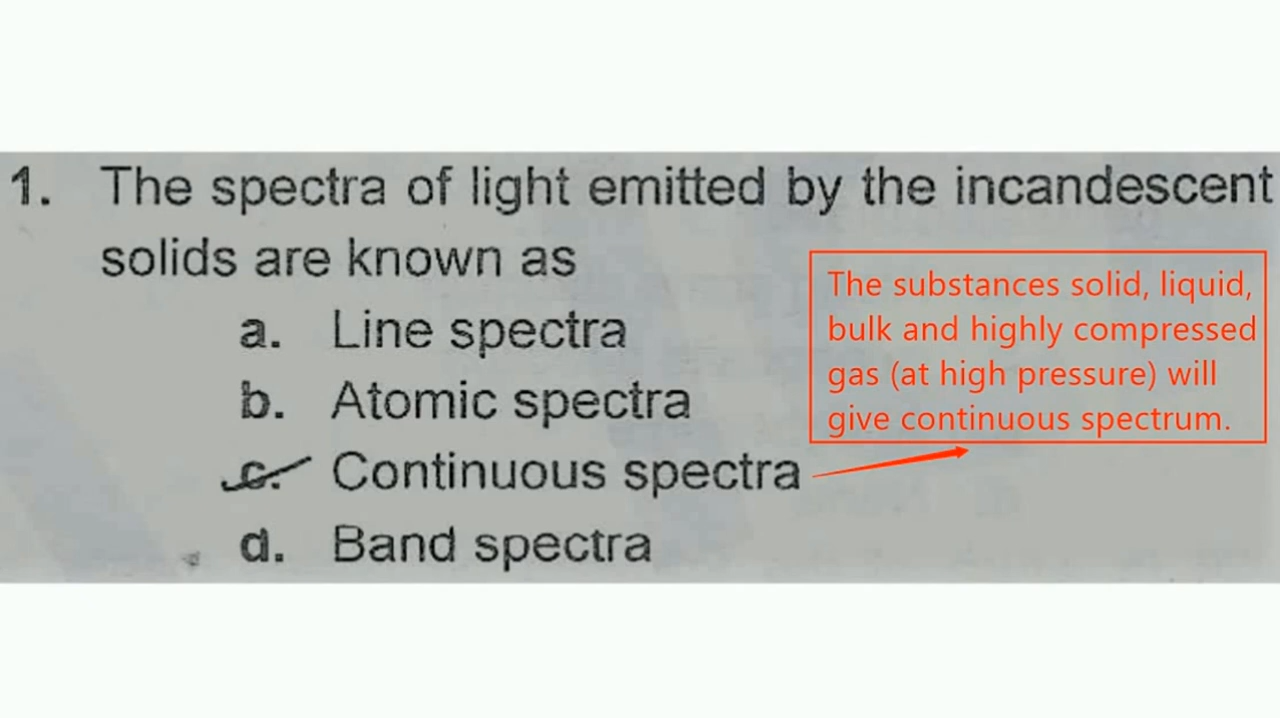 1. The spectra of light emitted by the incandescent
solids are known as
a. Line spectra
b. Atomic spectra
c. Continuous spectra
d. Band spectra
The substances solid, liquid,
bulk and highly compressed
gas (at high pressure) will
give continuous spectrum.